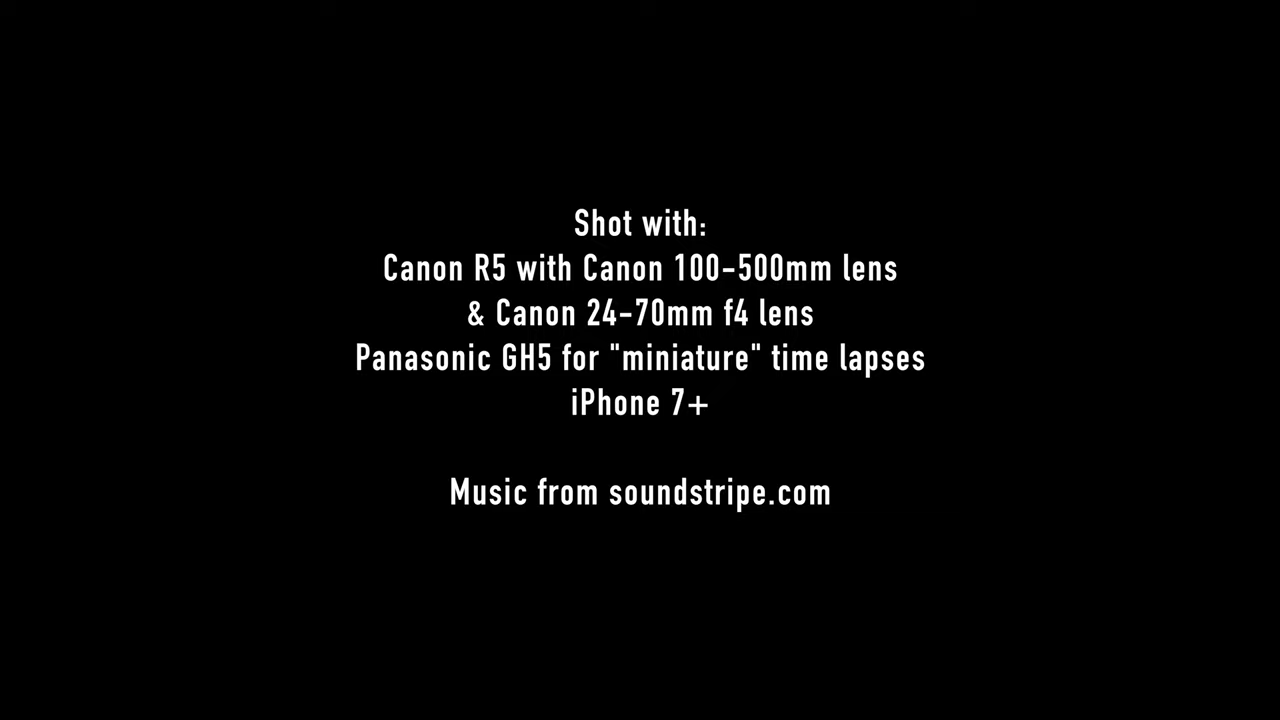 Shot with:
Canon R5 with Canon 100-500mm lens
& Canon 24-70mm f4 lens
Panasonic GH5 for "miniature" time lapses
iPhone 7+
Music from soundstripe.com